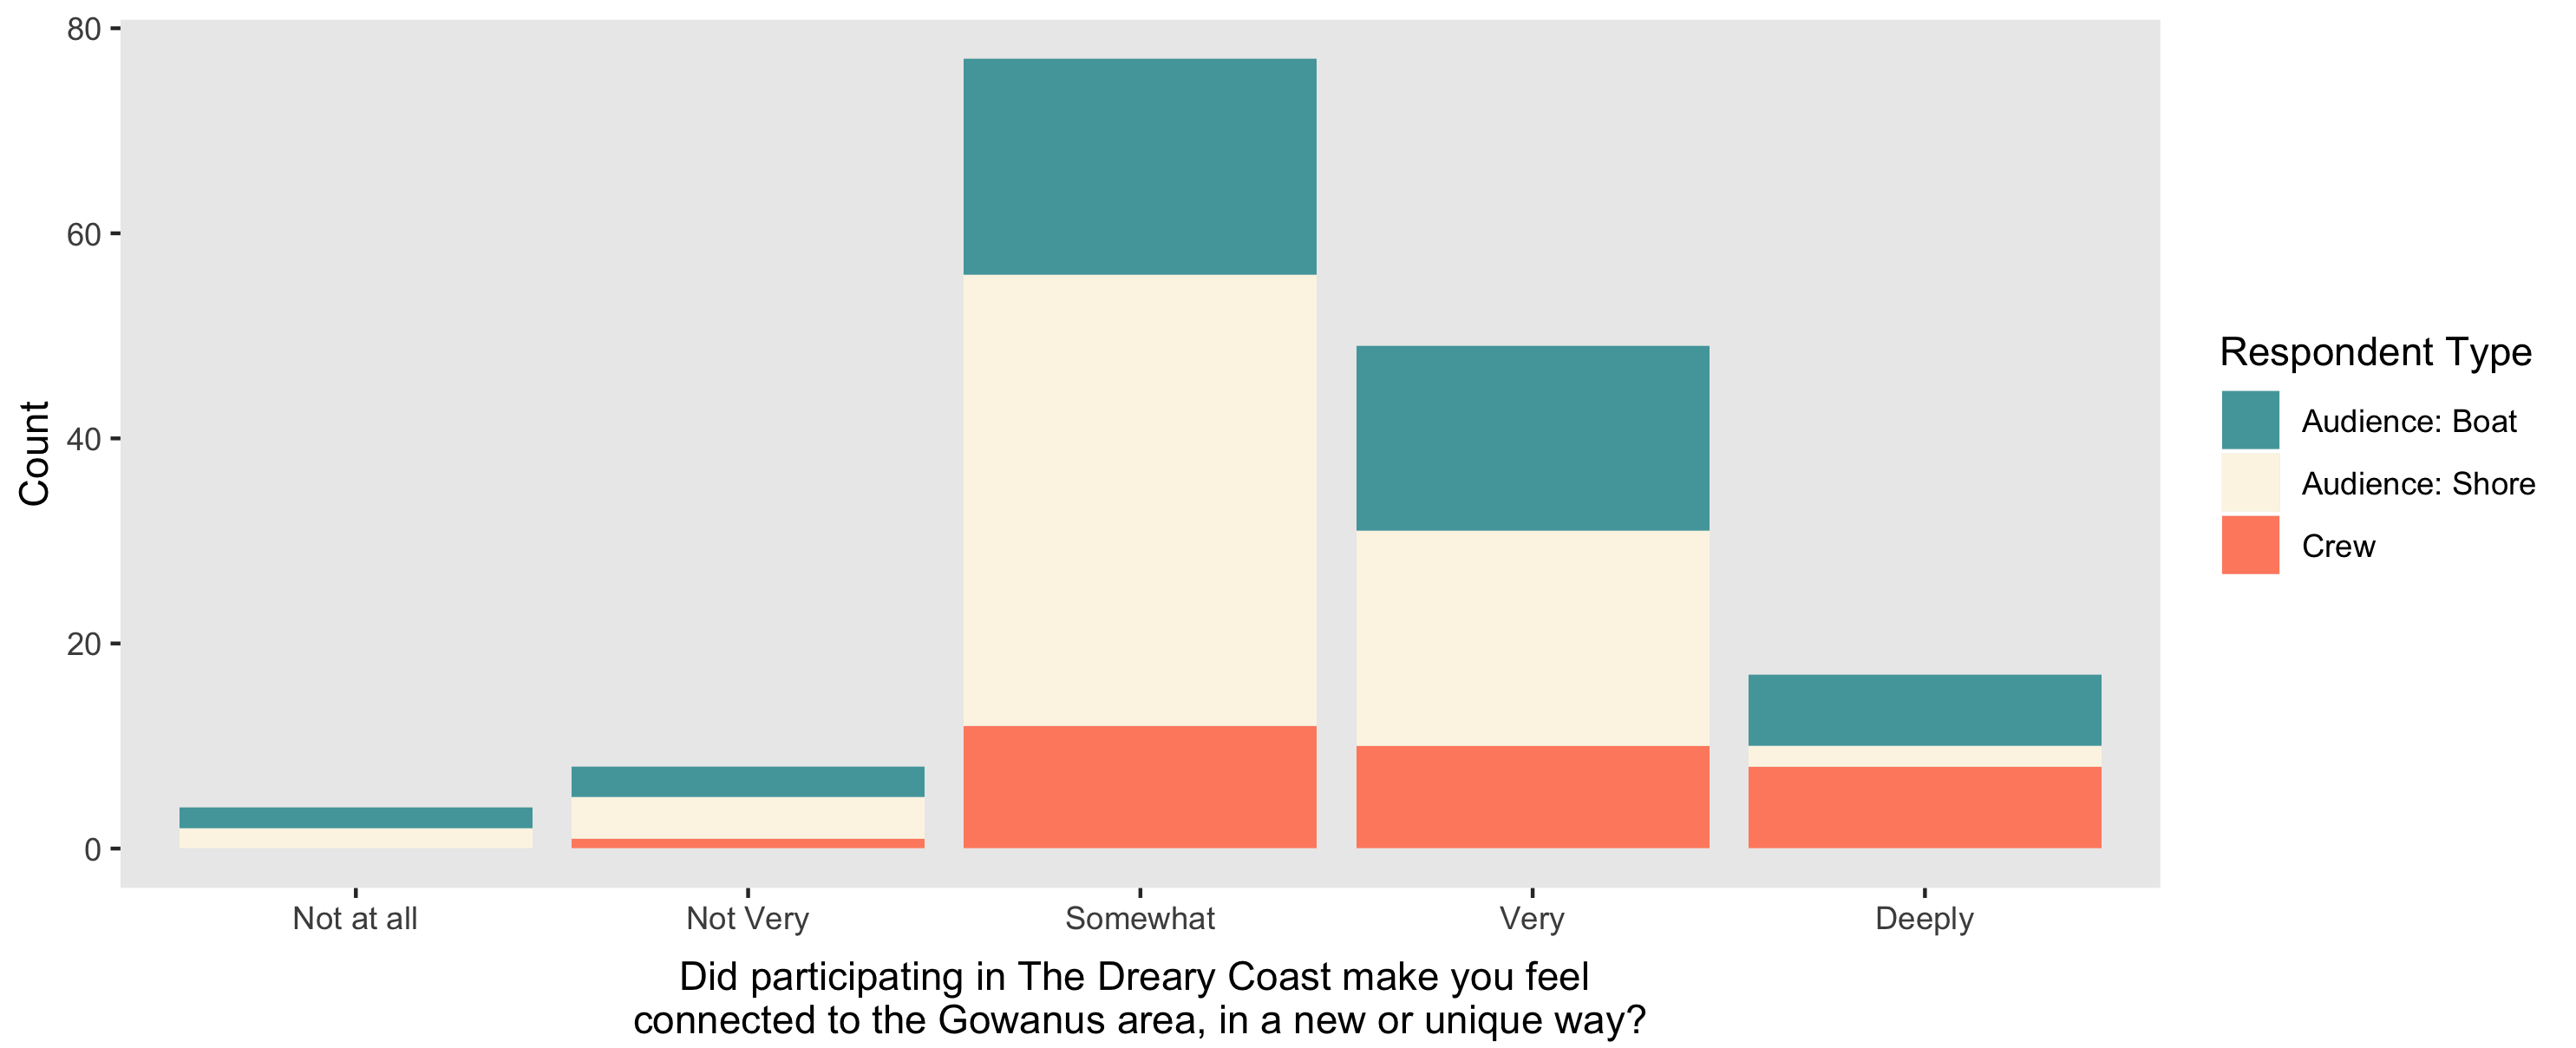 80
60
40
20
0
Count
Not at all
Not Very
Somewhat
Very
Deeply
Did participating in The Dreary Coast make you feel
connected to the Gowanus area, in a new or unique way?
Respondent Type
Audience: Boat
Audience: Shore
Crew